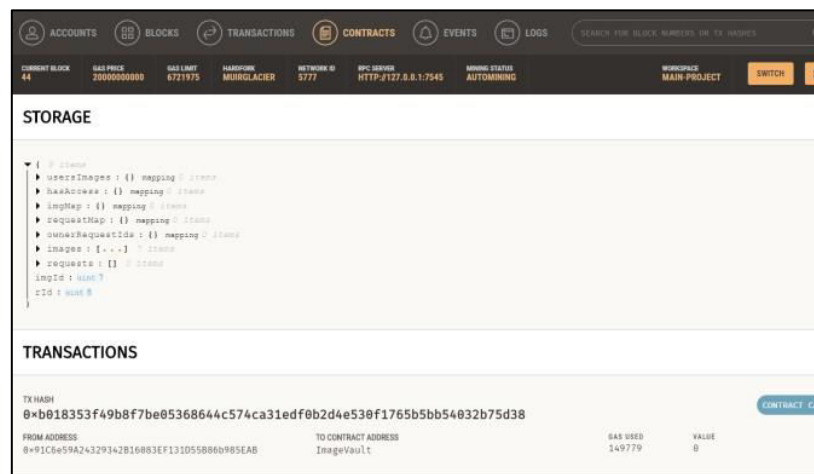 ACCOUNTS BLOCKS TRANSACTIONS CONTRACTS EVENTS LOGS SEARCH FOR BLOCK NUMBERS OR TX HASHES
CURRENT BLOCK GAS PRICE GAS LIMIT HARDFORK NETWORK ID RPC SERVER MINING STATUS WORKSPACE
44 20000000000 6721975 MUIRGLACIER 5777 HTTP://127.0.0.1:7545 AUTOMINING MAIN-PROJECT SWITCH
STORAGE
▼ { 9 items
▶ usersImages : {} mapping 0 items
▶ hasAccess : {} mapping 0 items
▶ imgMap : {} mapping 0 items
▶ requestMap : {} mapping 0 items
▶ ownerRequestIds : {} mapping 0 items
▶ images : [...] 7 items
▶ requests : [] 0 items
imgId : uint 7
rId : uint 8
}
TRANSACTIONS
TX HASH
0×b018353f49b8f7be05368644c574ca31edf0b2d4e530f1765b5bb54032b75d38 CONTRACT
FROM ADDRESS TO CONTRACT ADDRESS GAS USED VALUE
0×91C6e59A24329342B16083EF131D55B86b985EAB ImageVault 149779 0